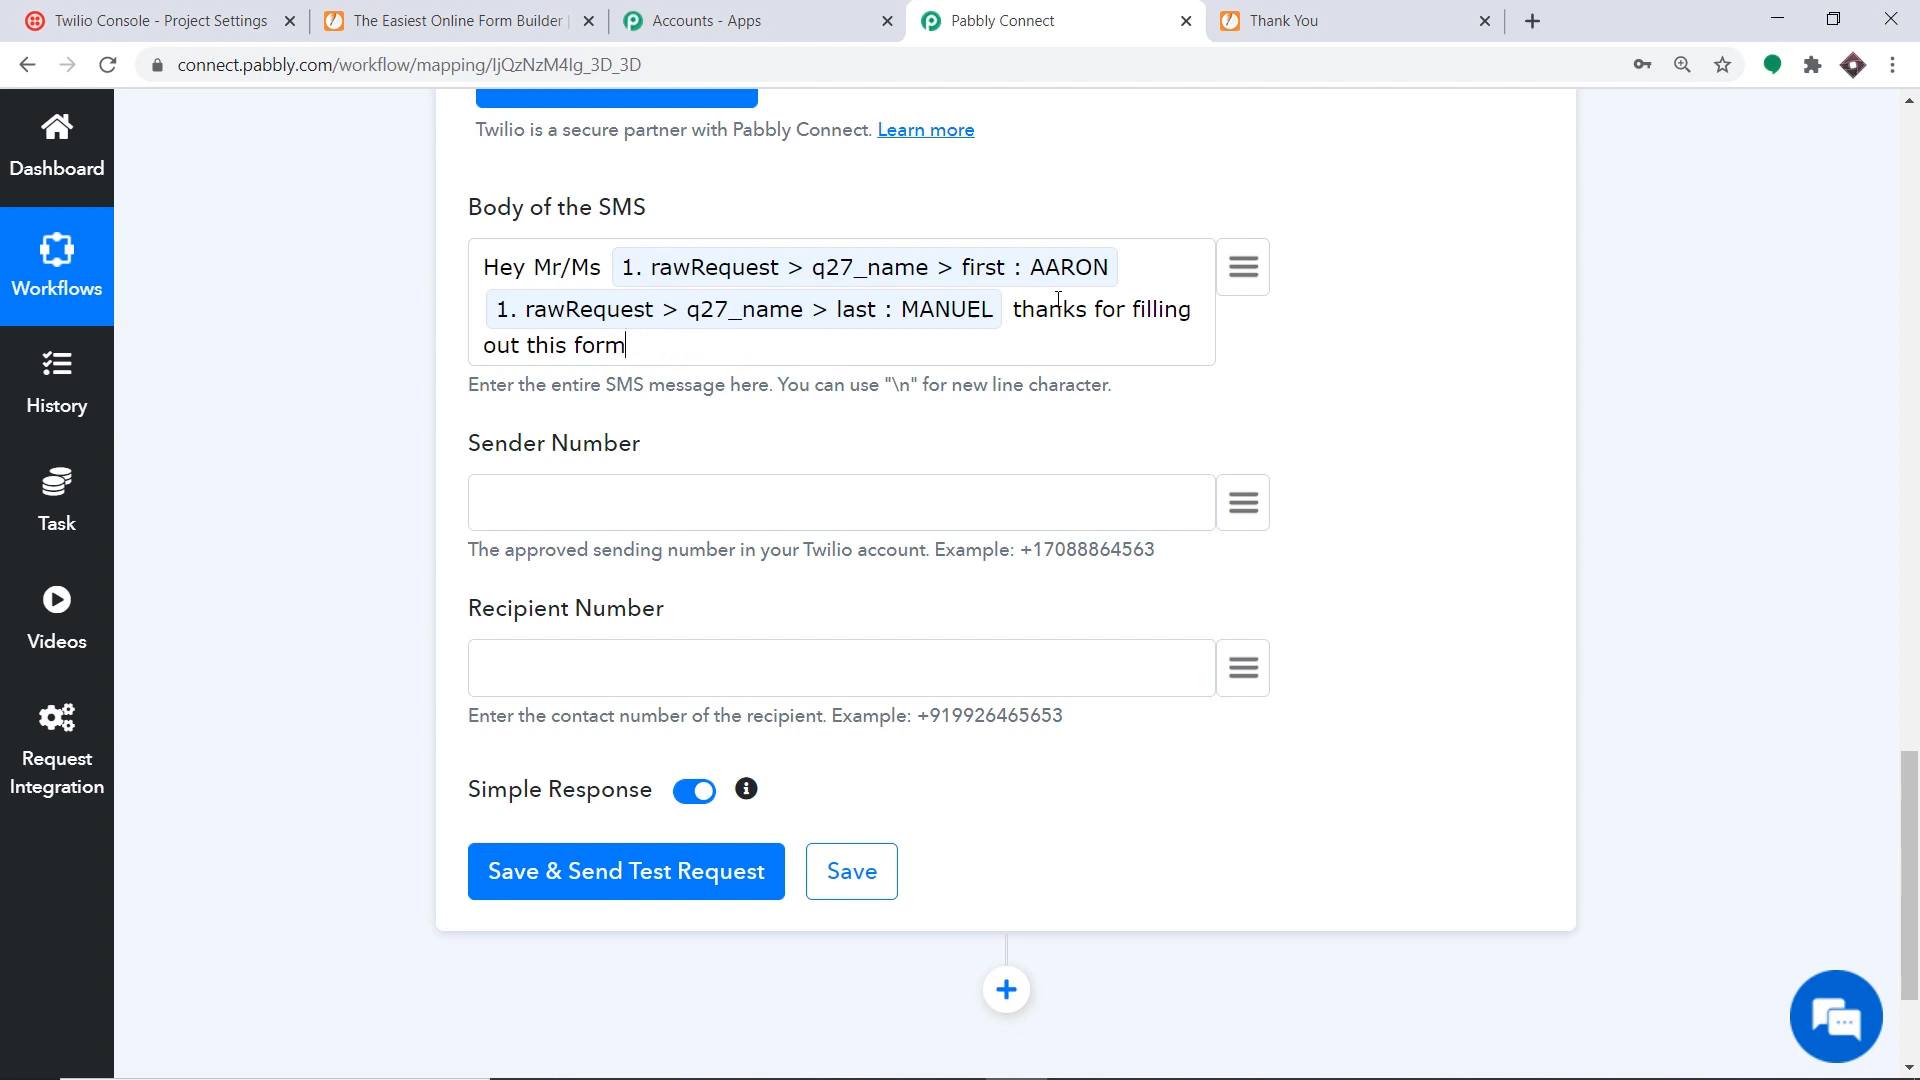 Twilio Console - Project Settings
The Easiest Online Form Builder
Accounts - Apps
Pabbly Connect
Thank You
connect.pabbly.com/workflow/mapping/IjQzNzM4Ig_3D_3D
Dashboard
Workflows
History
Task
Videos
Request
Integration
Twilio is a secure partner with Pabbly Connect. Learn more
Body of the SMS
Hey Mr/Ms 1. rawRequest > q27_name > first : AARON
1. rawRequest > q27_name > last : MANUEL thanks for filling
out this form
Enter the entire SMS message here. You can use "\n" for new line character.
Sender Number
The approved sending number in your Twilio account. Example: +17088864563
Recipient Number
Enter the contact number of the recipient. Example: +919926465653
Simple Response
Save & Send Test Request
Save